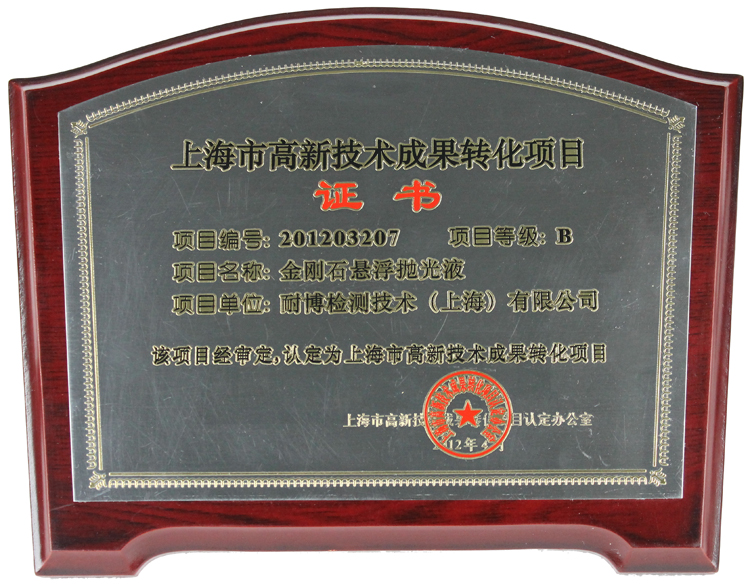 上海市高新技术成果转化项目
证书
项目编号: 201203207 项目等级: B
项目名称: 金刚石悬浮抛光液
项目单位: 耐博检测技术（上海）有限公司
该项目经审定,认定为上海市高新技术成果转化项目
上海市高新技 目认定办公室
12年 月